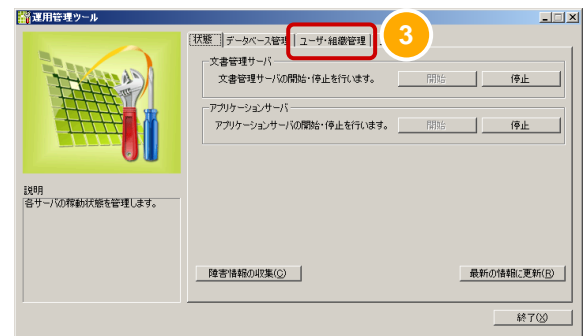 運用管理ツール
状態
データベース管理
ユーザ・組織管理
3
文書管理サーバ
文書管理サーバの開始・停止を行います。
開始
停止
アプリケーションサーバ
アプリケーションサーバの開始・停止を行います。
開始
停止
説明
各サーバの稼動状態を管理します。
障害情報の収集(C)
最新の情報に更新(R)
終了(X)